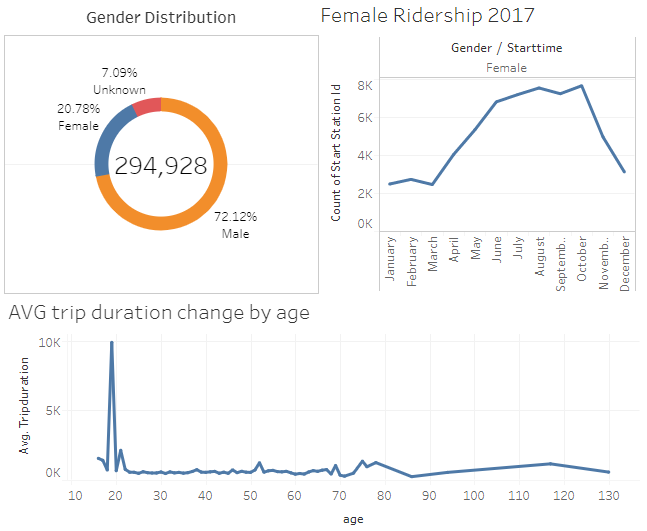 Gender Distribution
7.09%
Unknown
20.78%
Female
294,928
72.12%
Male
Female Ridership 2017
Gender / Starttime
Female
Count of Start Station Id
8K
6K
4K
2K
0K
January
February
March
April
May
June
July
August
Septemb..
October
Novemb..
December
AVG trip duration change by age
Avg. Tripduration
10K
5K
0K
10 20 30 40 50 60 70 80 90 100 110 120 130
age